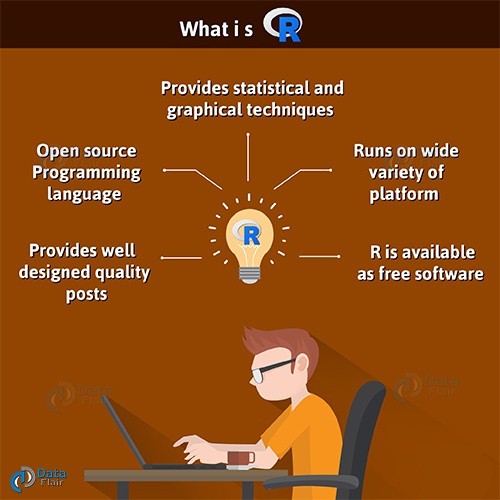 What i s R
Provides statistical and
graphical techniques
Open source
Programming
language
Runs on wide
variety of
platform
R
Provides well
designed quality
posts
R is available
as free software
Data
Flair
Data
Flair
Data
Flair